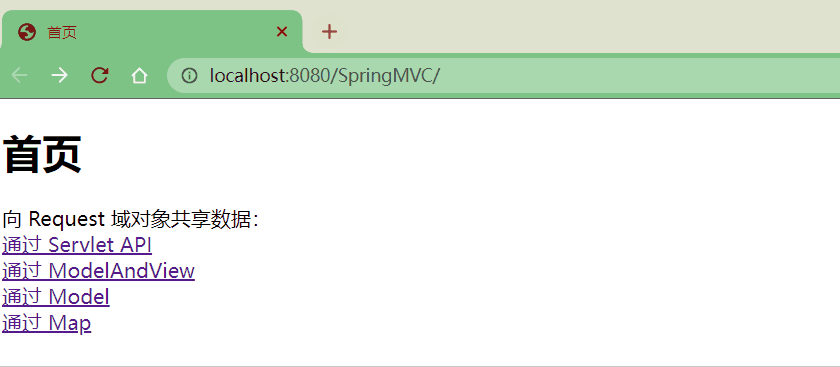 首页
localhost:8080/SpringMVC/
首页
向 Request 域对象共享数据：
通过 Servlet API
通过 ModelAndView
通过 Model
通过 Map